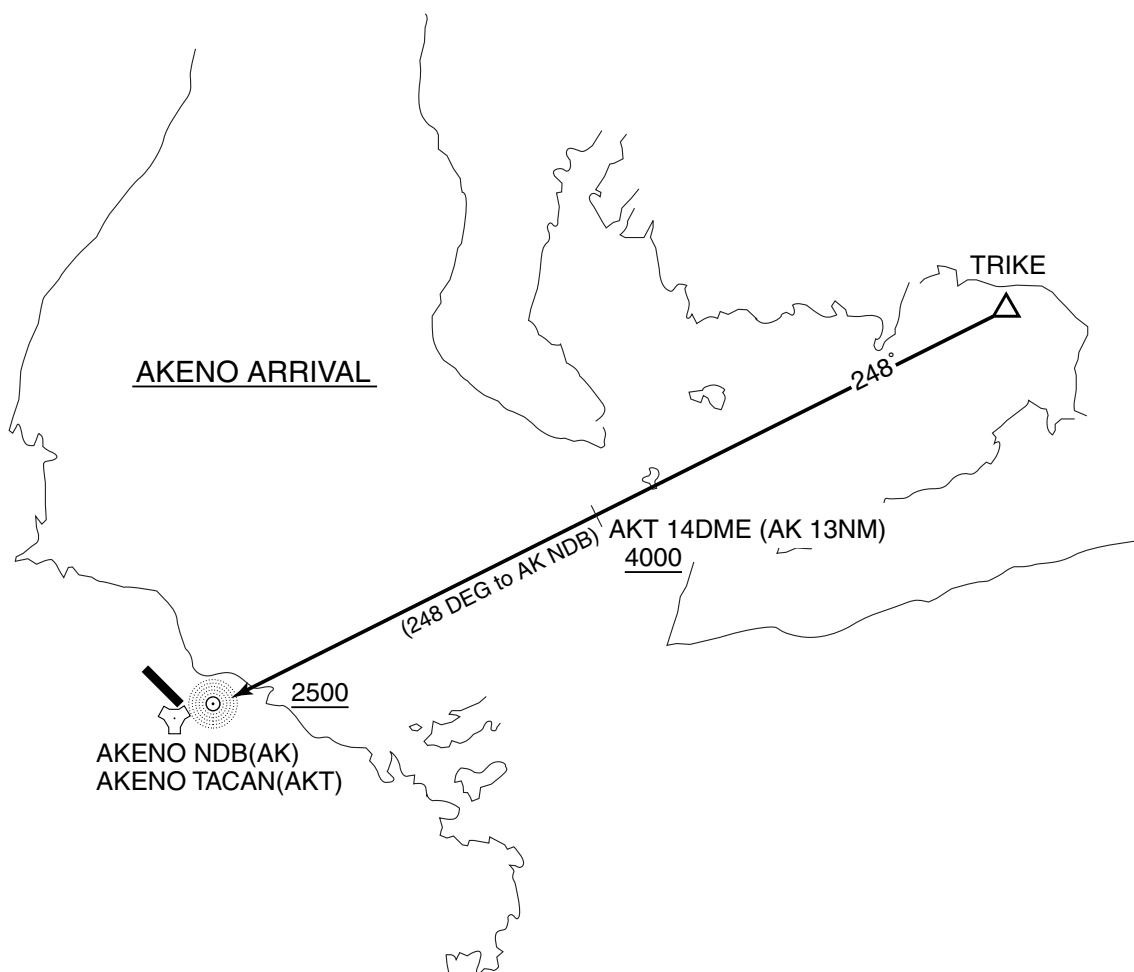 TRIKE
AKENO ARRIVAL
248°
AKT 14DME (AK 13NM)
4000
(248 DEG to AK NDB)
2500
AKENO NDB(AK)
AKENO TACAN(AKT)